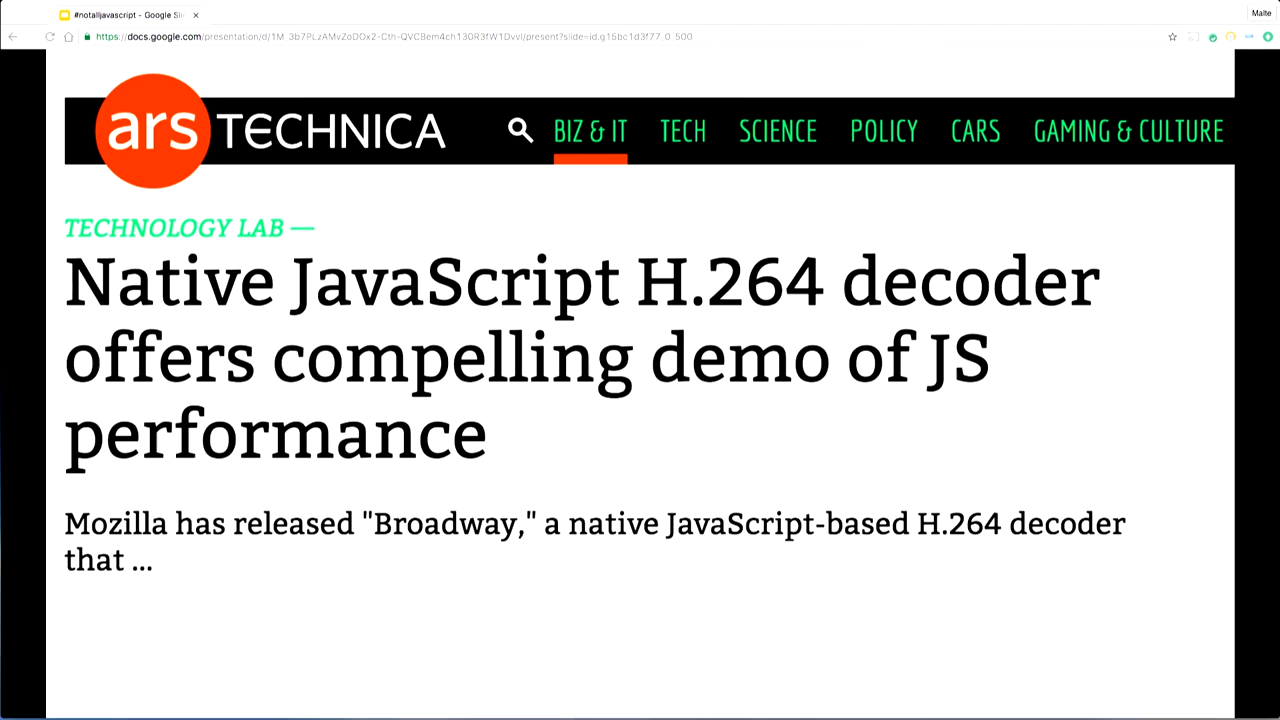 #notalljavascript - Google Sli
Malte
https://docs.google.com/presentation/d/1M_3b7PLzAMvZoDOx2-Cth-QVCBem4ch130R3fW1DvvI/present?slide=id.g15bc1d3f77_0_500
ars TECHNICA BIZ & IT TECH SCIENCE POLICY CARS GAMING & CULTURE
TECHNOLOGY LAB —
Native JavaScript H.264 decoder
offers compelling demo of JS
performance
Mozilla has released "Broadway," a native JavaScript-based H.264 decoder
that ...